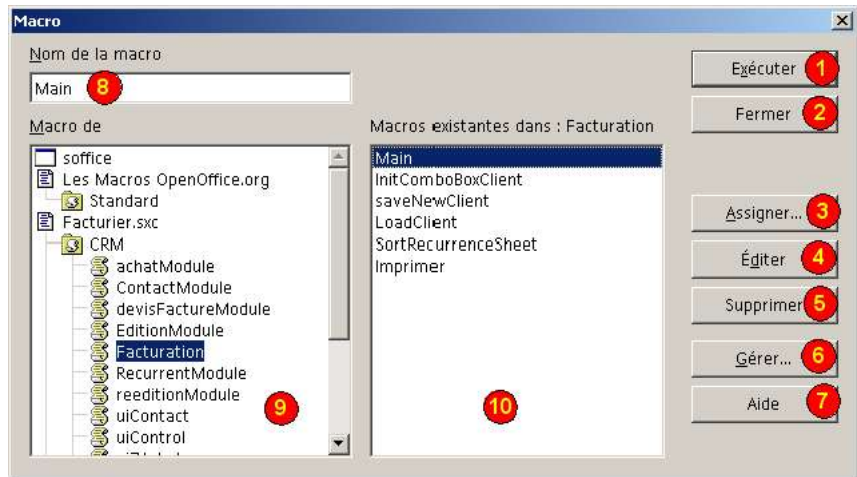 Macro
Nom de la macro
Main 8
Exécuter 1
Fermer 2
Macro de
Macros existantes dans : Facturation
soffice
Les Macros OpenOffice.org
Standard
Facturier.sxc
CRM
achatModule
ContactModule
devisFactureModule
EditionModule
Facturation
RecurrentModule
reeditionModule
uiContact
uiControl
9
Main
InitComboBoxClient
saveNewClient
LoadClient
SortRecurrenceSheet
Imprimer
10
Assigner... 3
Éditer 4
Supprimer 5
Gérer... 6
Aide 7